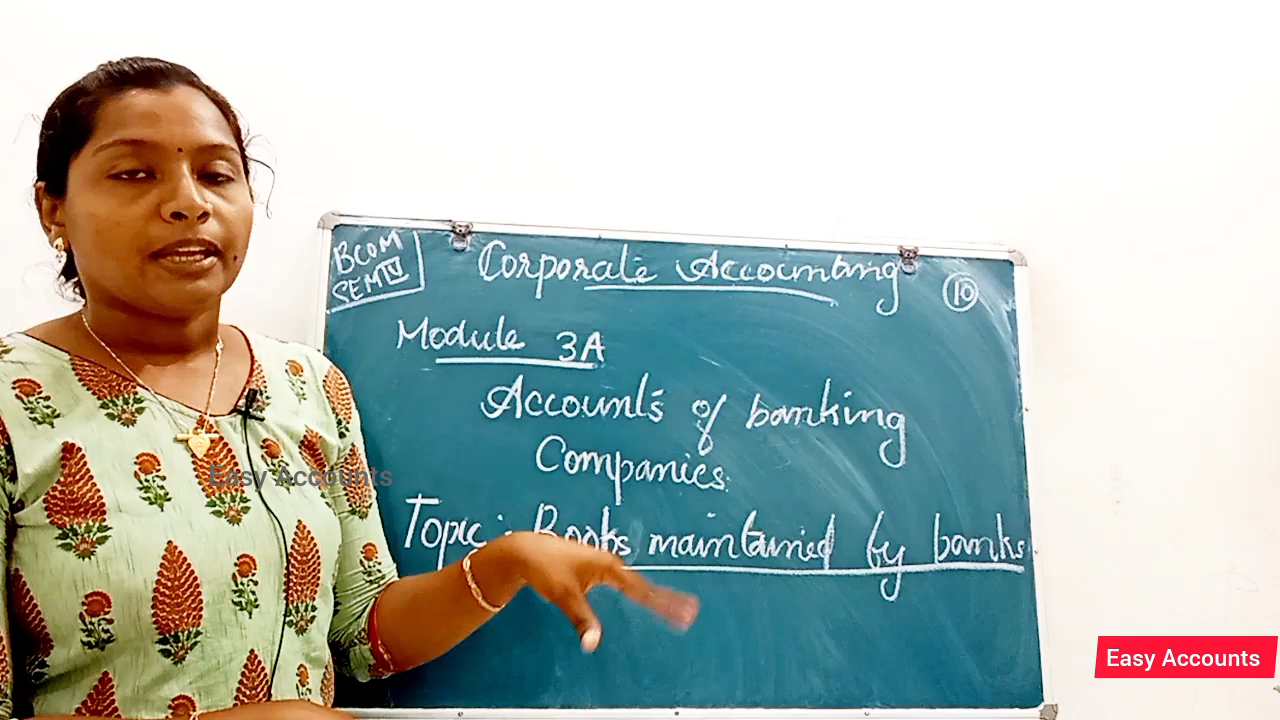 BCOM
SEM IV
Corporate Accounting
10
Module 3A
Accounts of banking
Companies.
Topic : Books maintained by banks
Easy Accounts
Easy Accounts